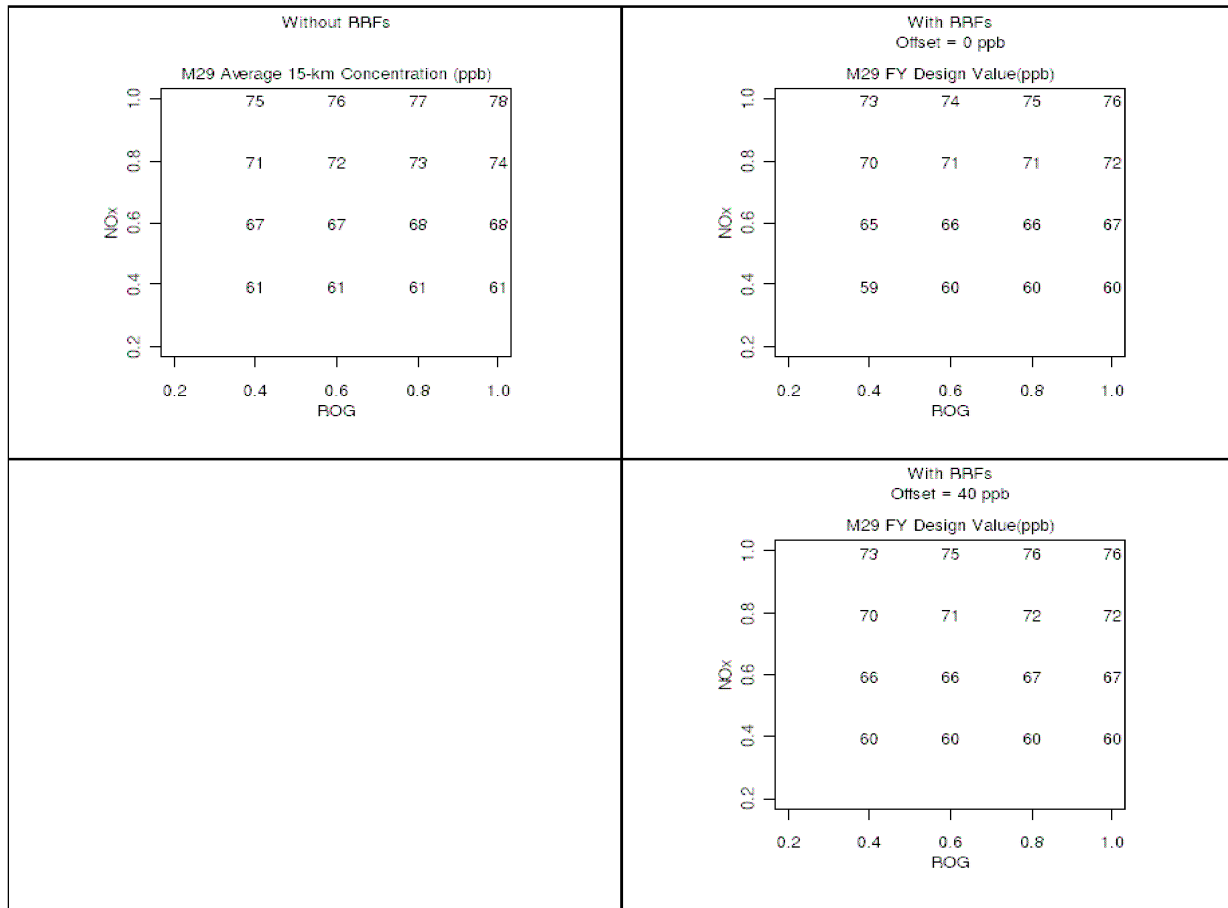 Without RRFs
M29 Average 15-km Concentration (ppb)
1.0 75 76 77 78
0.8 71 72 73 74
NOx
0.6 67 67 68 68
0.4 61 61 61 61
0.2
0.2 0.4 0.6 0.8 1.0
ROG
With RRFs
Offset = 0 ppb
M29 FY Design Value(ppb)
1.0 73 74 75 76
0.8 70 71 71 72
NOx
0.6 65 66 66 67
0.4 59 60 60 60
0.2
0.2 0.4 0.6 0.8 1.0
ROG
With RRFs
Offset = 40 ppb
M29 FY Design Value(ppb)
1.0 73 75 76 76
0.8 70 71 72 72
NOx
0.6 66 66 67 67
0.4 60 60 60 60
0.2
0.2 0.4 0.6 0.8 1.0
ROG